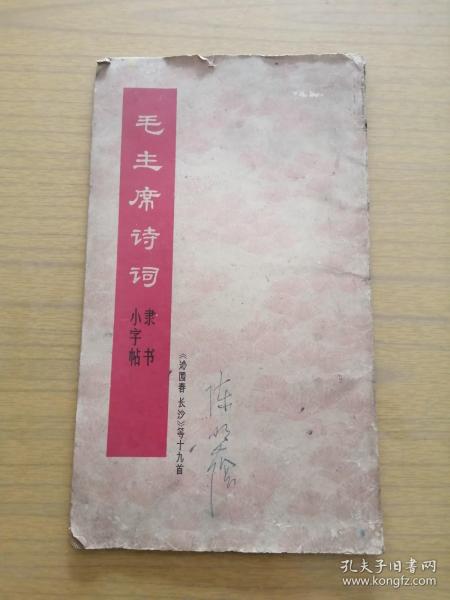 毛主席诗词
隶书
小字帖
《沁园春 长沙》等十九首
陈
孔夫子旧书网
www.kongfz.com